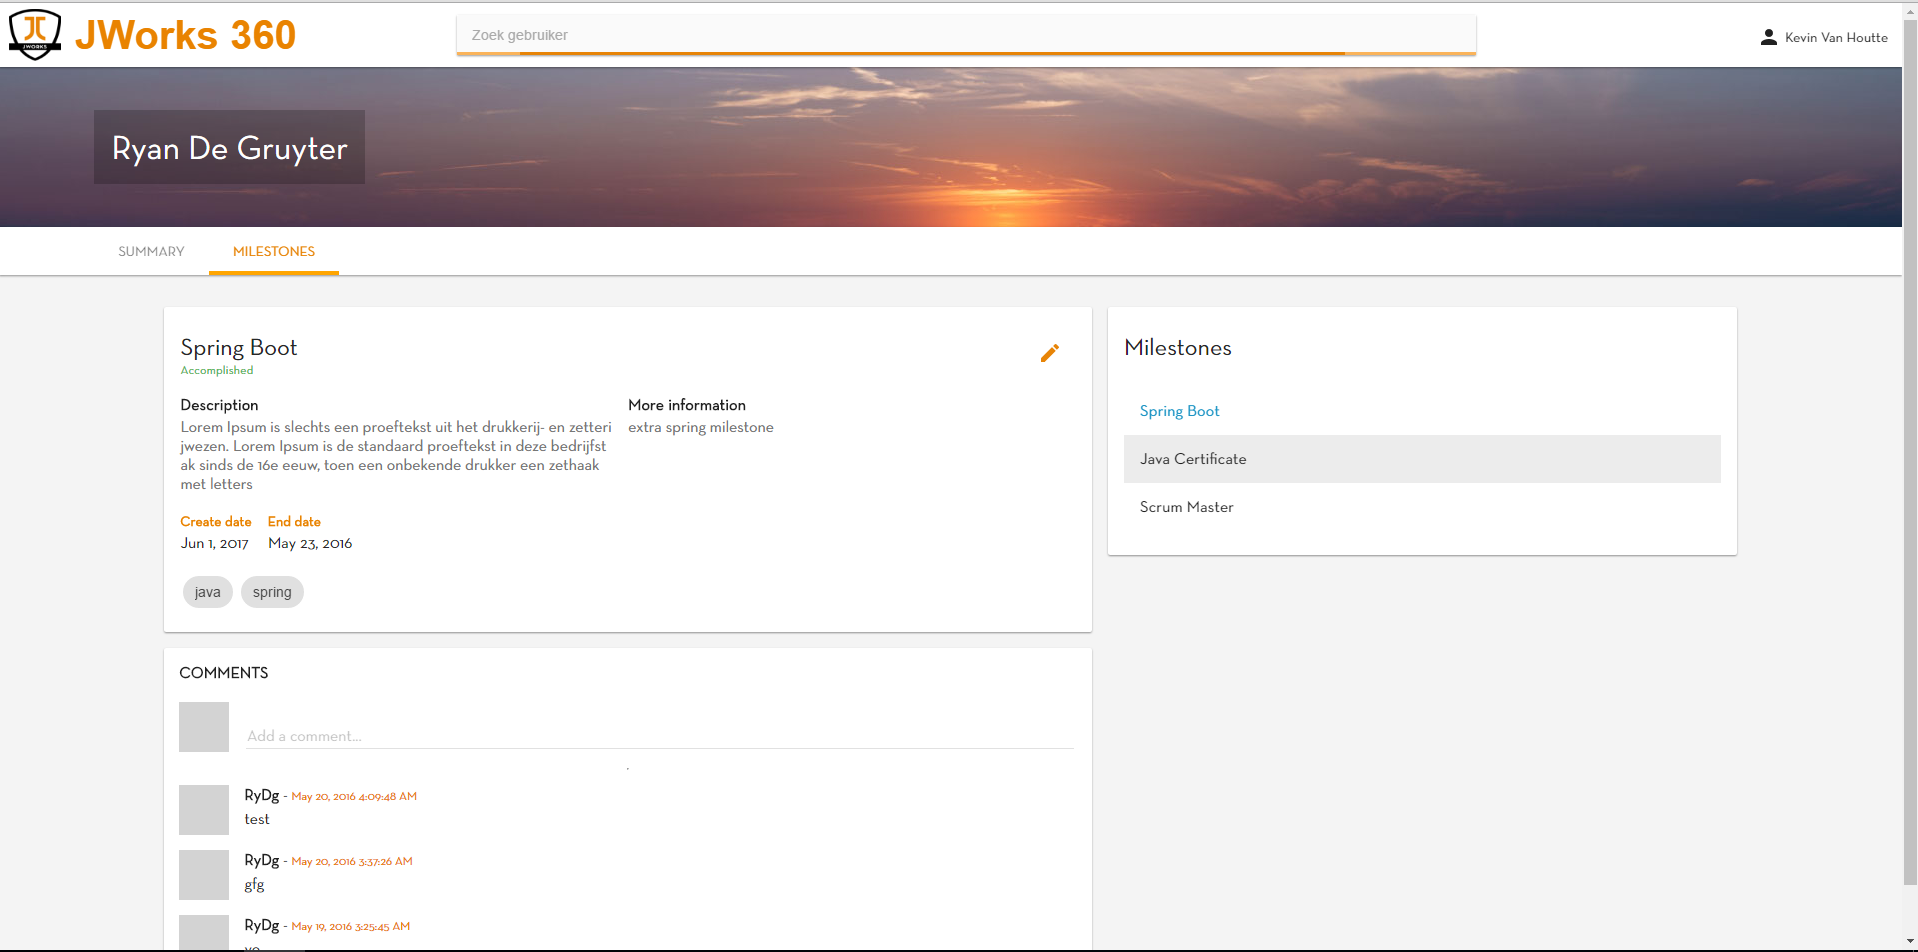 JWORKS
JWorks 360
Zoek gebruiker
Kevin Van Houtte
Ryan De Gruyter
SUMMARY
MILESTONES
Spring Boot
Accomplished
Description
Lorem Ipsum is slechts een proeftekst uit het drukkerij- en zetteri
jwezen. Lorem Ipsum is de standaard proeftekst in deze bedrijfst
ak sinds de 16e eeuw, toen een onbekende drukker een zethaak
met letters
More information
extra spring milestone
Create date
Jun 1, 2017
End date
May 23, 2016
java
spring
Milestones
Spring Boot
Java Certificate
Scrum Master
COMMENTS
Add a comment...
RyDg - May 20, 2016 4:09:48 AM
test
RyDg - May 20, 2016 3:37:26 AM
gfg
RyDg - May 19, 2016 3:25:45 AM